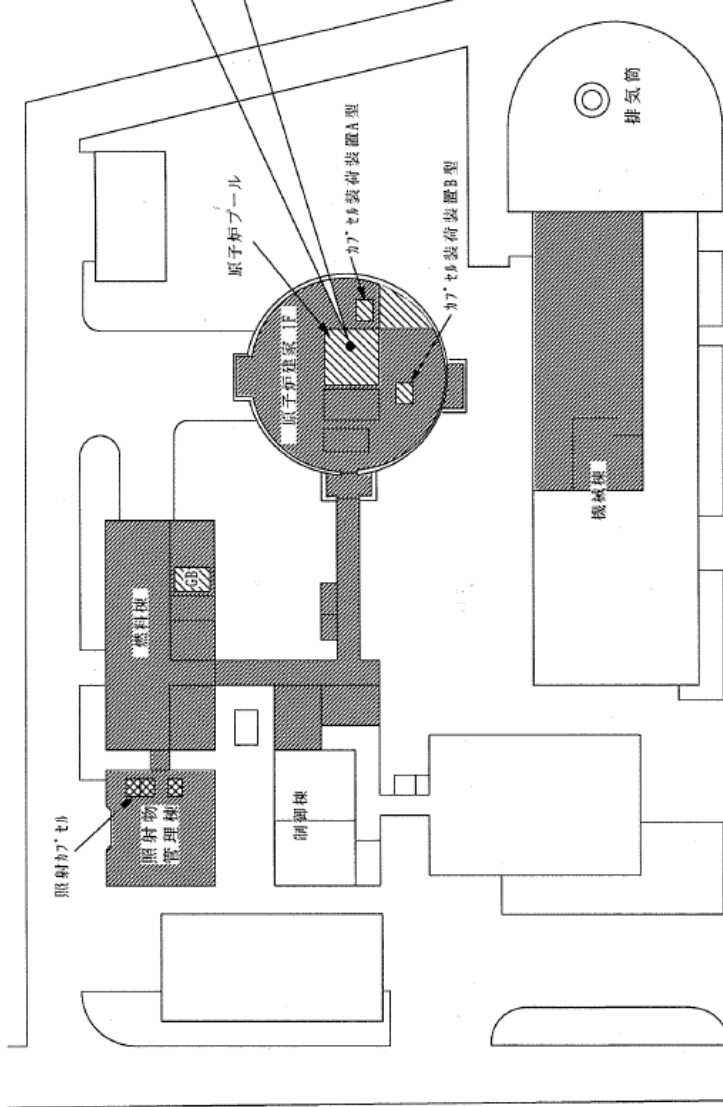 照射カプセル
照射物
管理棟
燃料棟
GB
制御棟
原子炉建家 1F
原子炉プール
カプセル装荷装置A型
カプセル装荷装置B型
機械棟
排気筒